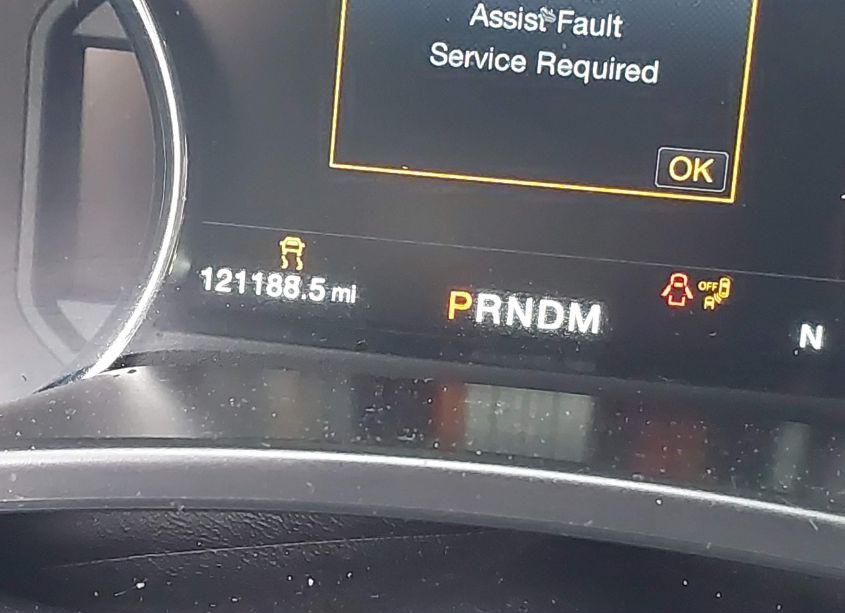 Assist Fault
Service Required
OK
121188.5 mi
PRNDM
OFF
N